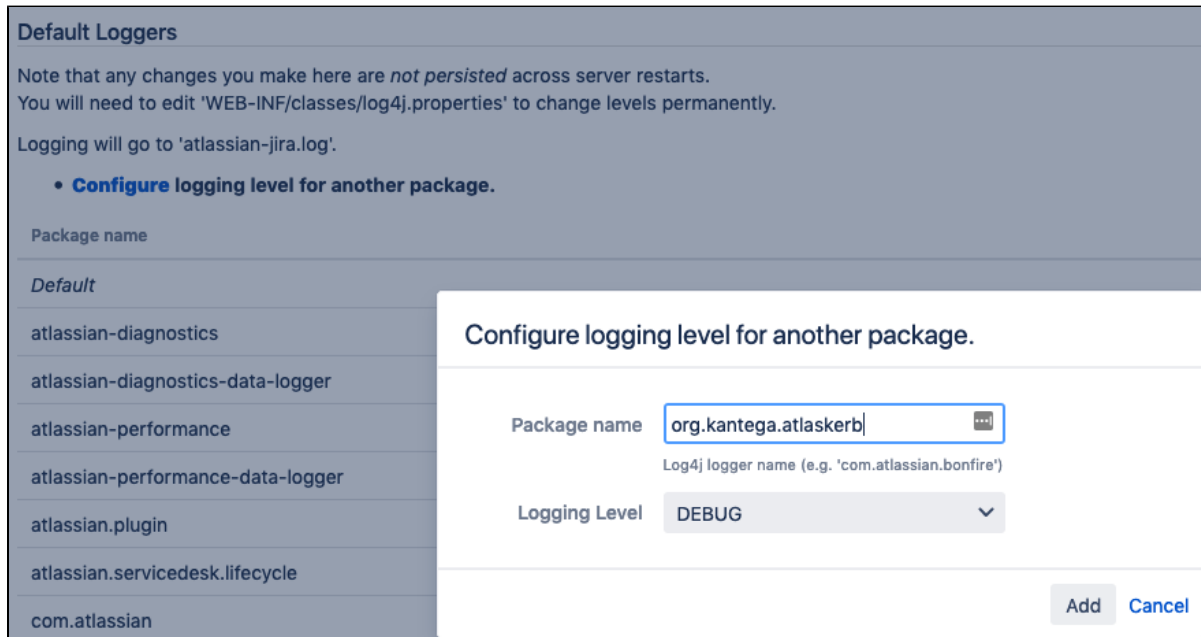 Default Loggers
Note that any changes you make here are not persisted across server restarts.
You will need to edit 'WEB-INF/classes/log4j.properties' to change levels permanently.
Logging will go to 'atlassian-jira.log'.
• Configure logging level for another package.
Package name
Default
atlassian-diagnostics
atlassian-diagnostics-data-logger
atlassian-performance
atlassian-performance-data-logger
atlassian.plugin
atlassian.servicedesk.lifecycle
com.atlassian
Configure logging level for another package.
Package name org.kantega.atlaskerb
Log4j logger name (e.g. 'com.atlassian.bonfire')
Logging Level DEBUG
Add Cancel